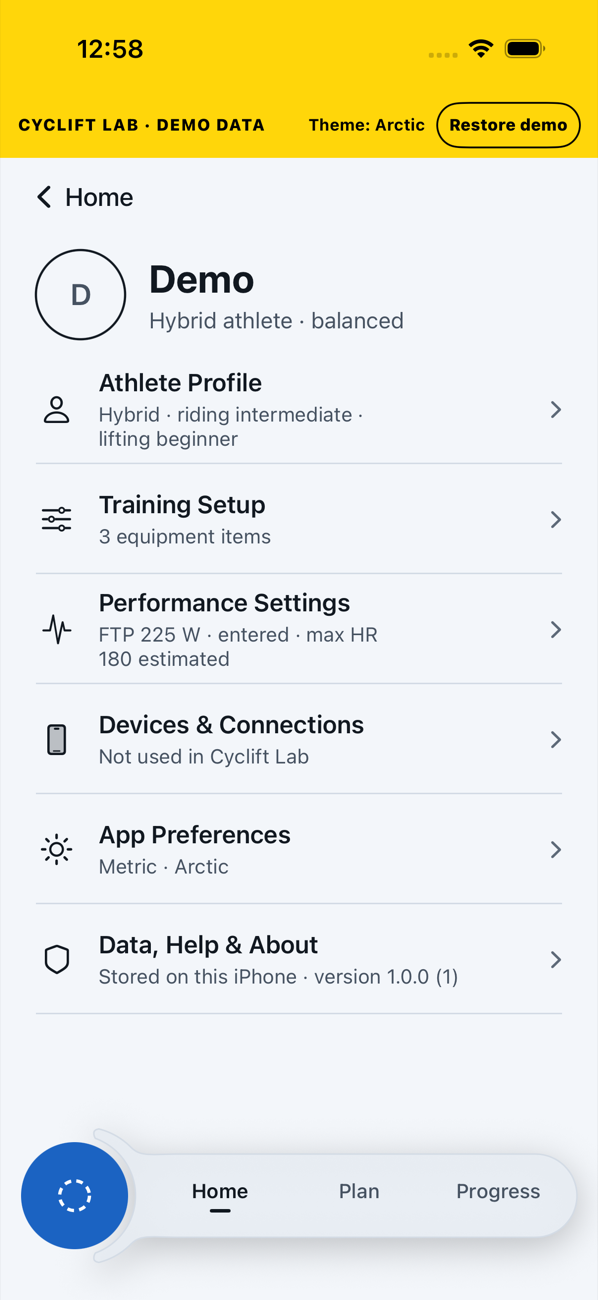 12:58
CYCLIFT LAB · DEMO DATA
Theme: Arctic
Restore demo
Home
D
Demo
Hybrid athlete · balanced
Athlete Profile
Hybrid · riding intermediate ·
lifting beginner
Training Setup
3 equipment items
Performance Settings
FTP 225 W · entered · max HR
180 estimated
Devices & Connections
Not used in Cyclift Lab
App Preferences
Metric · Arctic
Data, Help & About
Stored on this iPhone · version 1.0.0 (1)
Home
Plan
Progress